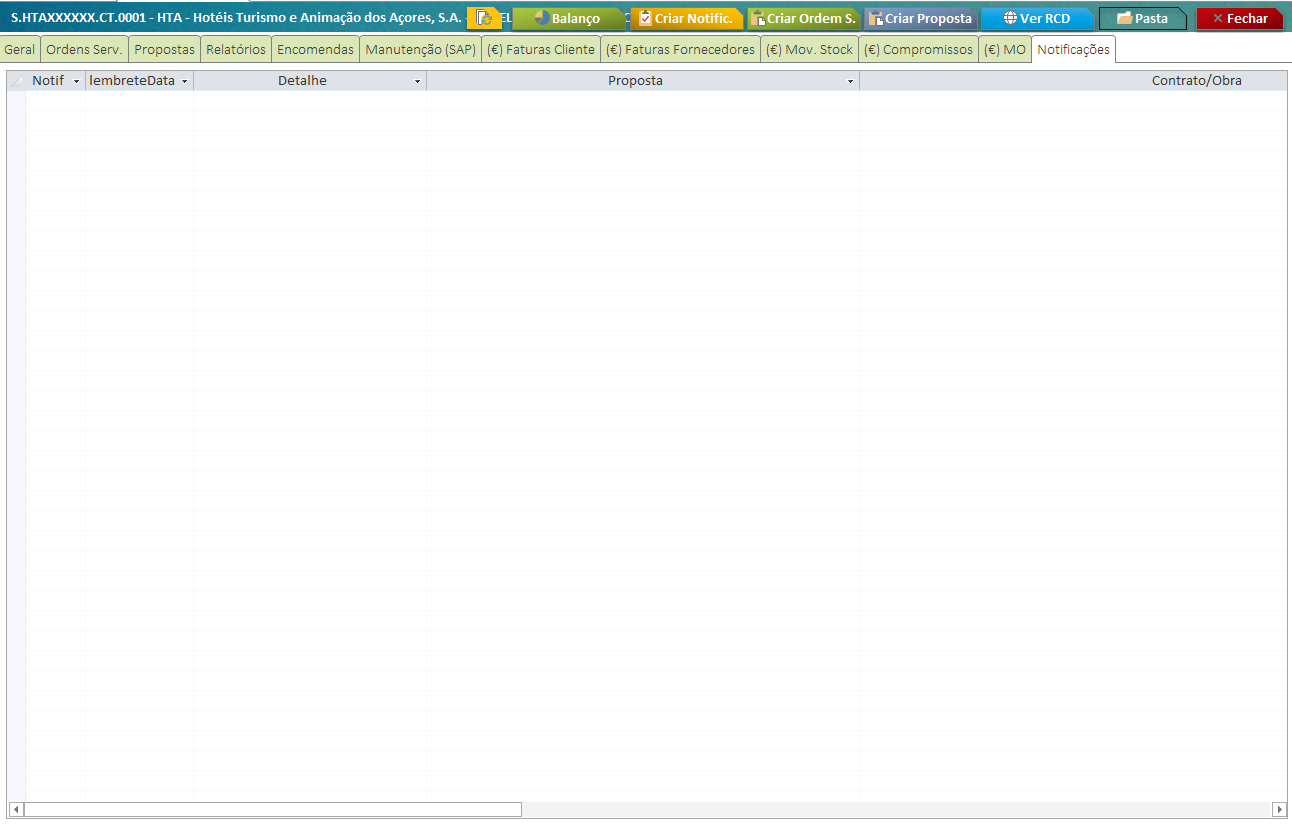 S.HTAXXXXXX.CT.0001 - HTA - Hotéis Turismo e Animação dos Açores, S.A. Balanço Criar Notific. Criar Ordem S. Criar Proposta Ver RCD Pasta Fechar
Geral Ordens Serv. Propostas Relatórios Encomendas Manutenção (SAP) (€) Faturas Cliente (€) Faturas Fornecedores (€) Mov. Stock (€) Compromissos (€) MO Notificações
Notif lembreteData Detalhe Proposta Contrato/Obra